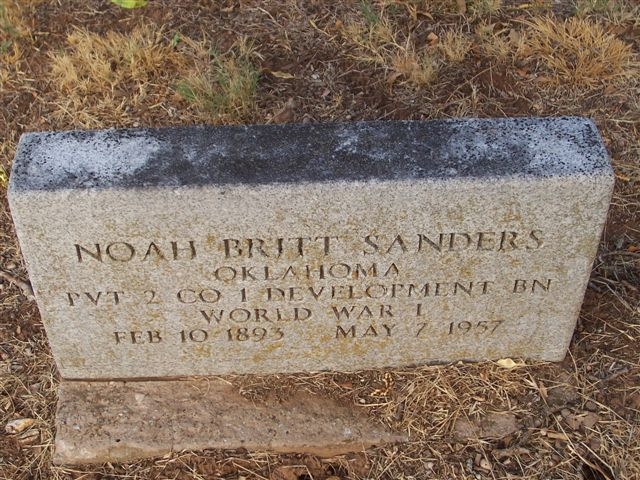 NOAH BRITT SANDERS
OKLAHOMA
PVT 2 CO 1 DEVELOPMENT BN
WORLD WAR I
FEB 10 1893 MAY 7 1957